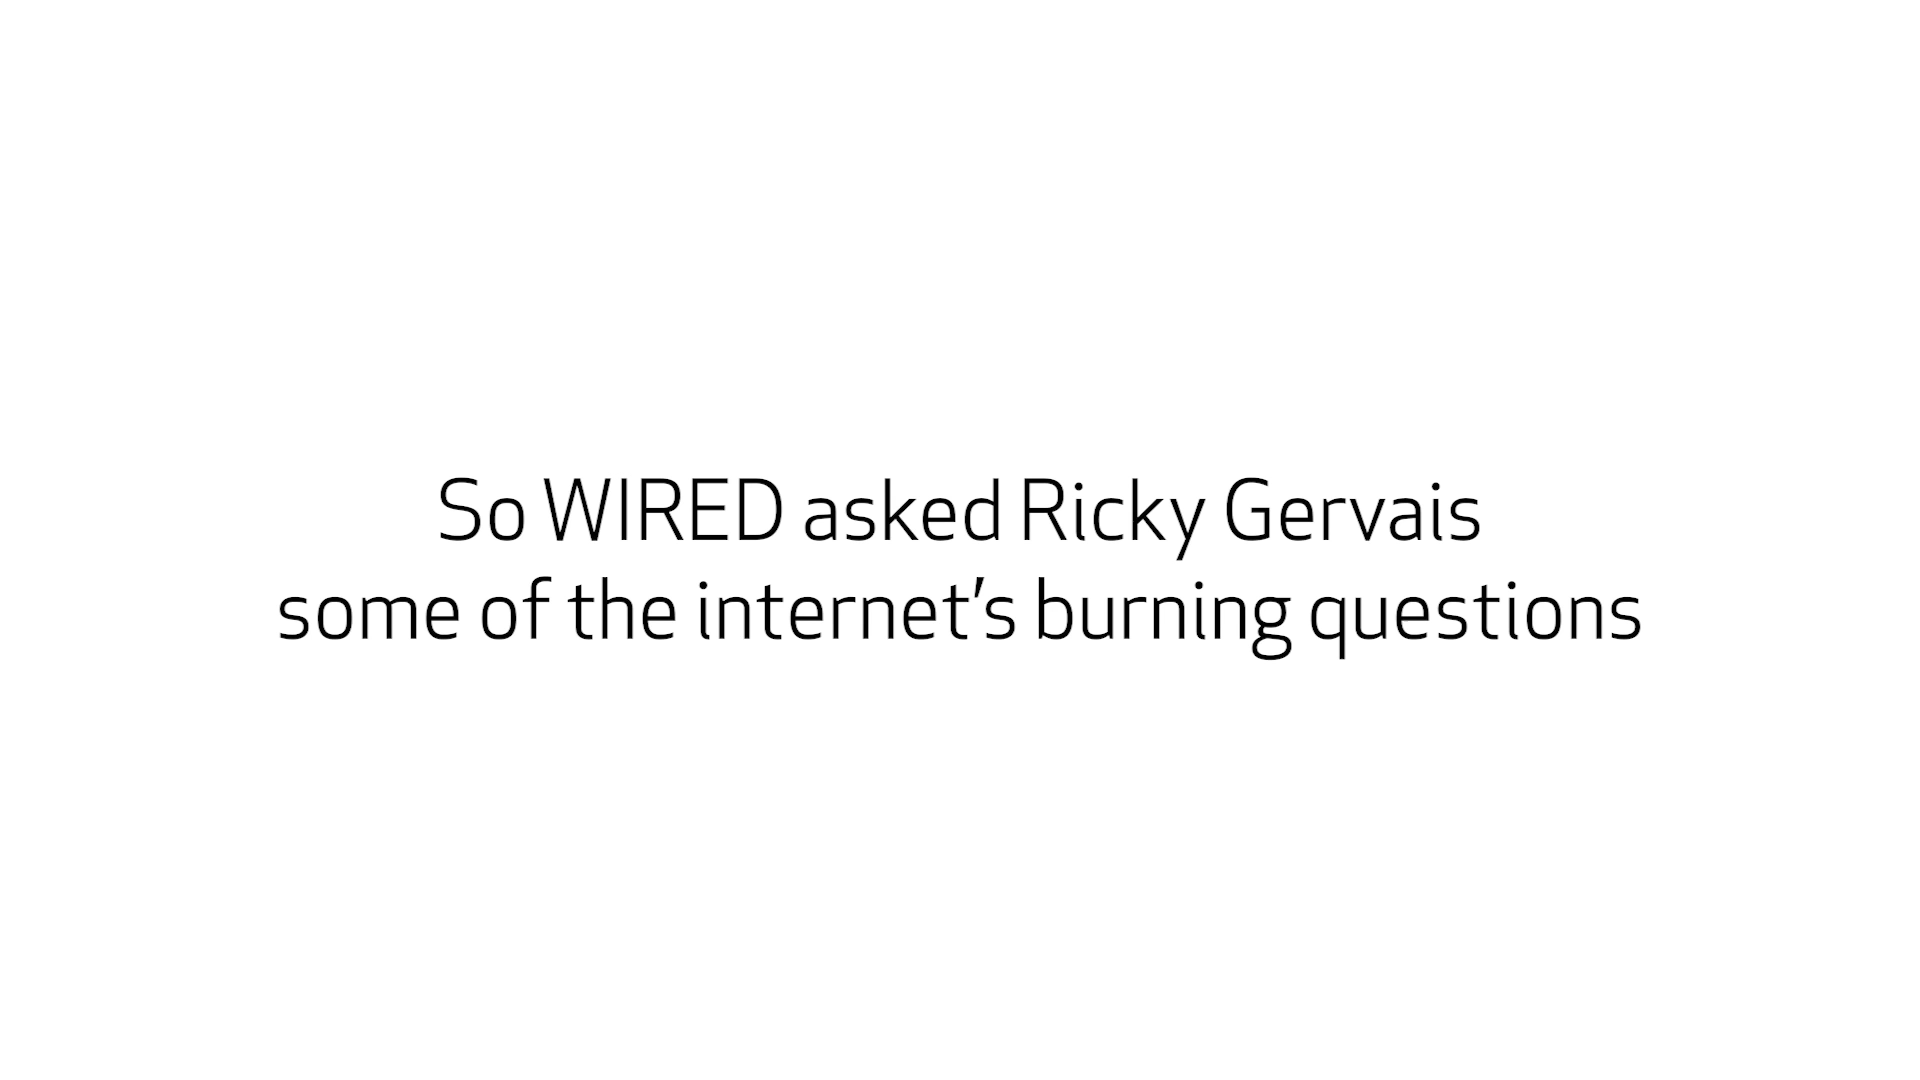 So WIRED asked Ricky Gervais
some of the internet’s burning questions